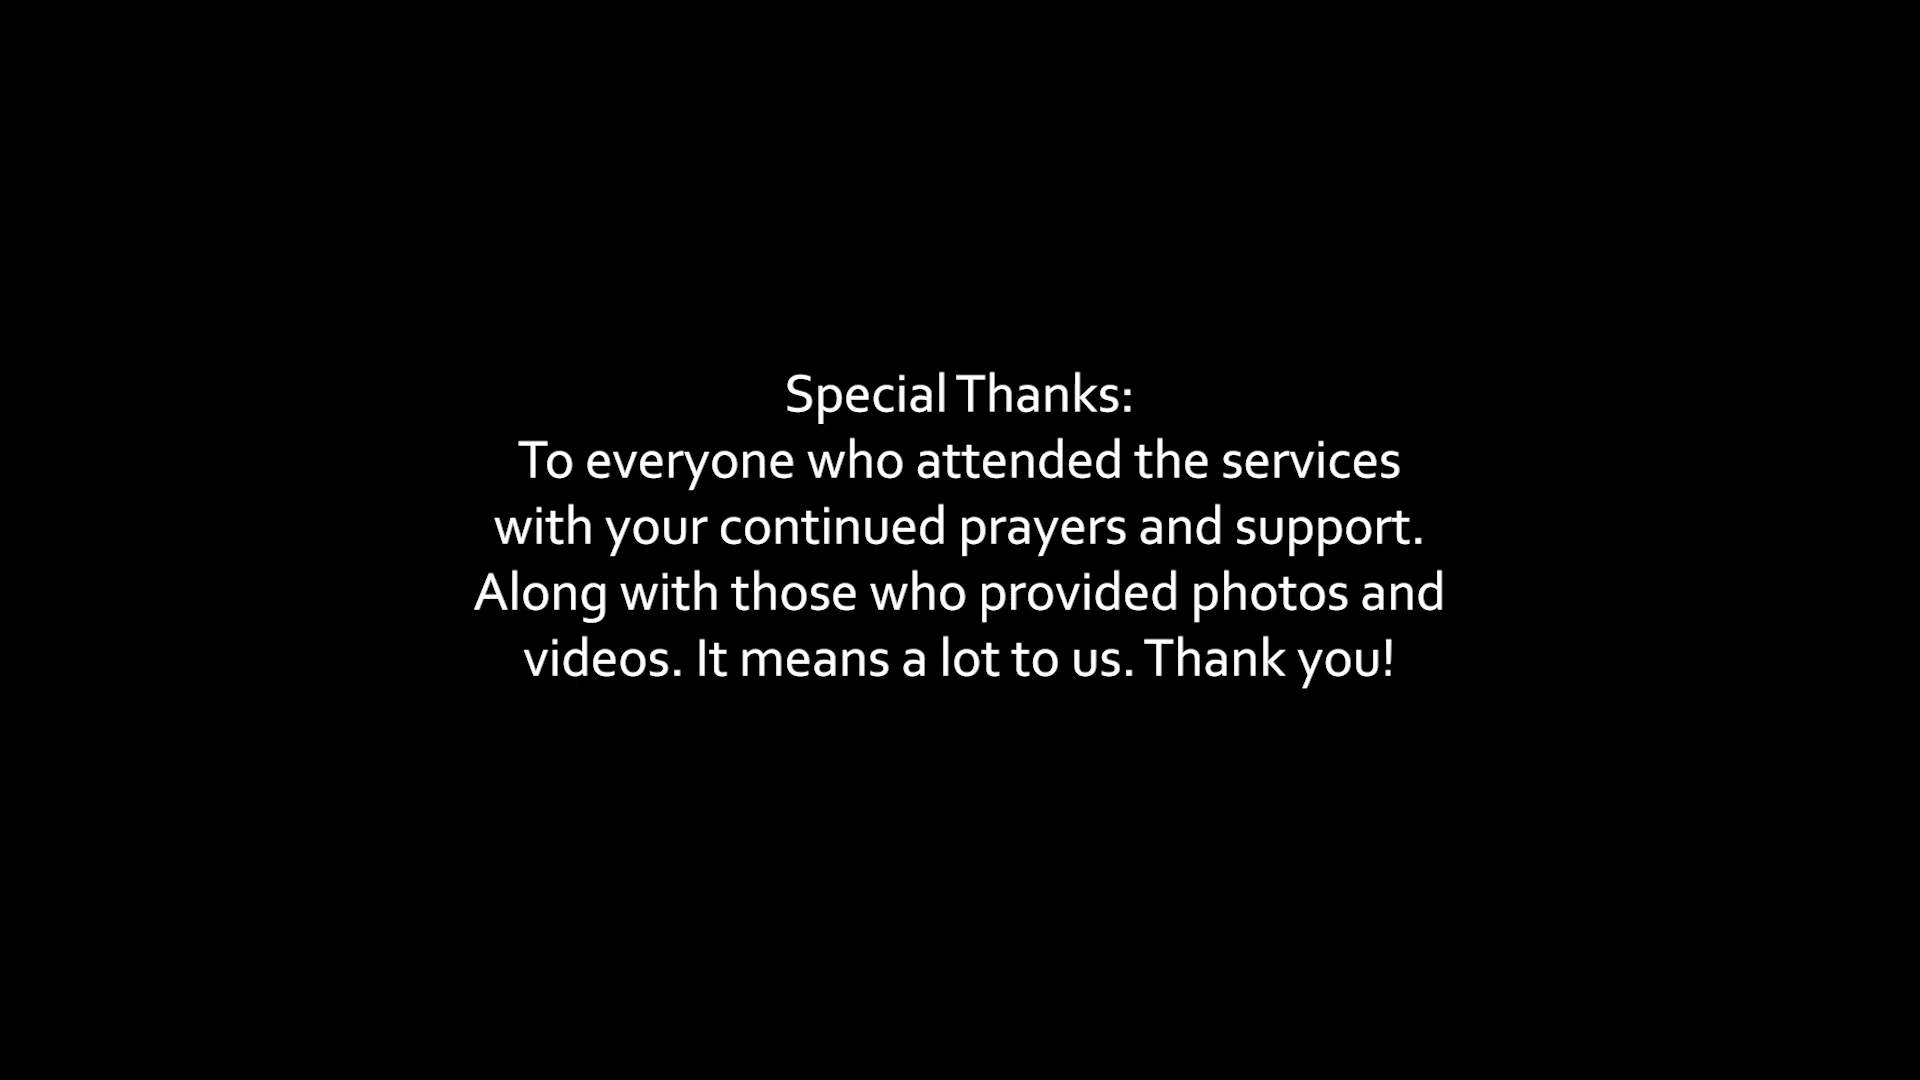 Special Thanks:
To everyone who attended the services
with your continued prayers and support.
Along with those who provided photos and
videos. It means a lot to us. Thank you!